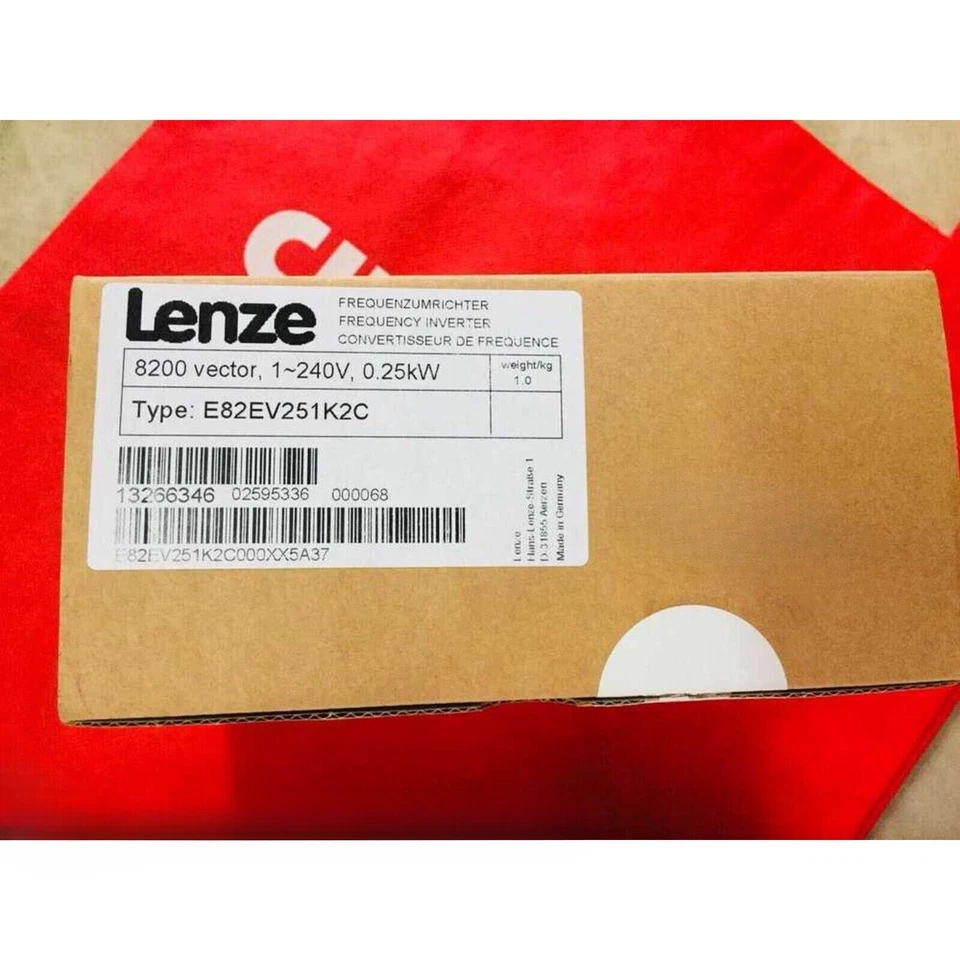 Lenze
FREQUENZUMRICHTER
FREQUENCY INVERTER
CONVERTISSEUR DE FREQUENCE
8200 vector, 1~240V, 0.25kW
weight/kg
1.0
Type: E82EV251K2C
13266346 02595336 000068
E82EV251K2C000XX5A37
Lenze
Hans-Lenze-Straße 1
D-31855 Aerzen
Made in Germany